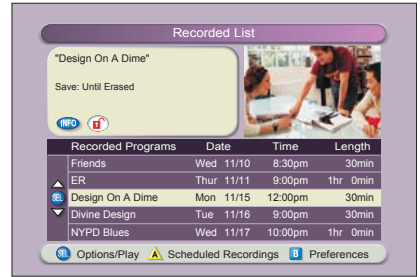 Recorded List
"Design On A Dime"
Save: Until Erased
INFO
Recorded Programs Date Time Length
Friends Wed 11/10 8:30pm 30min
ER Thur 11/11 9:00pm 1hr 0min
SEL Design On A Dime Mon 11/15 12:00pm 30min
Divine Design Tue 11/16 9:00pm 30min
NYPD Blues Wed 11/17 10:00pm 1hr 0min
SEL Options/Play A Scheduled Recordings B Preferences